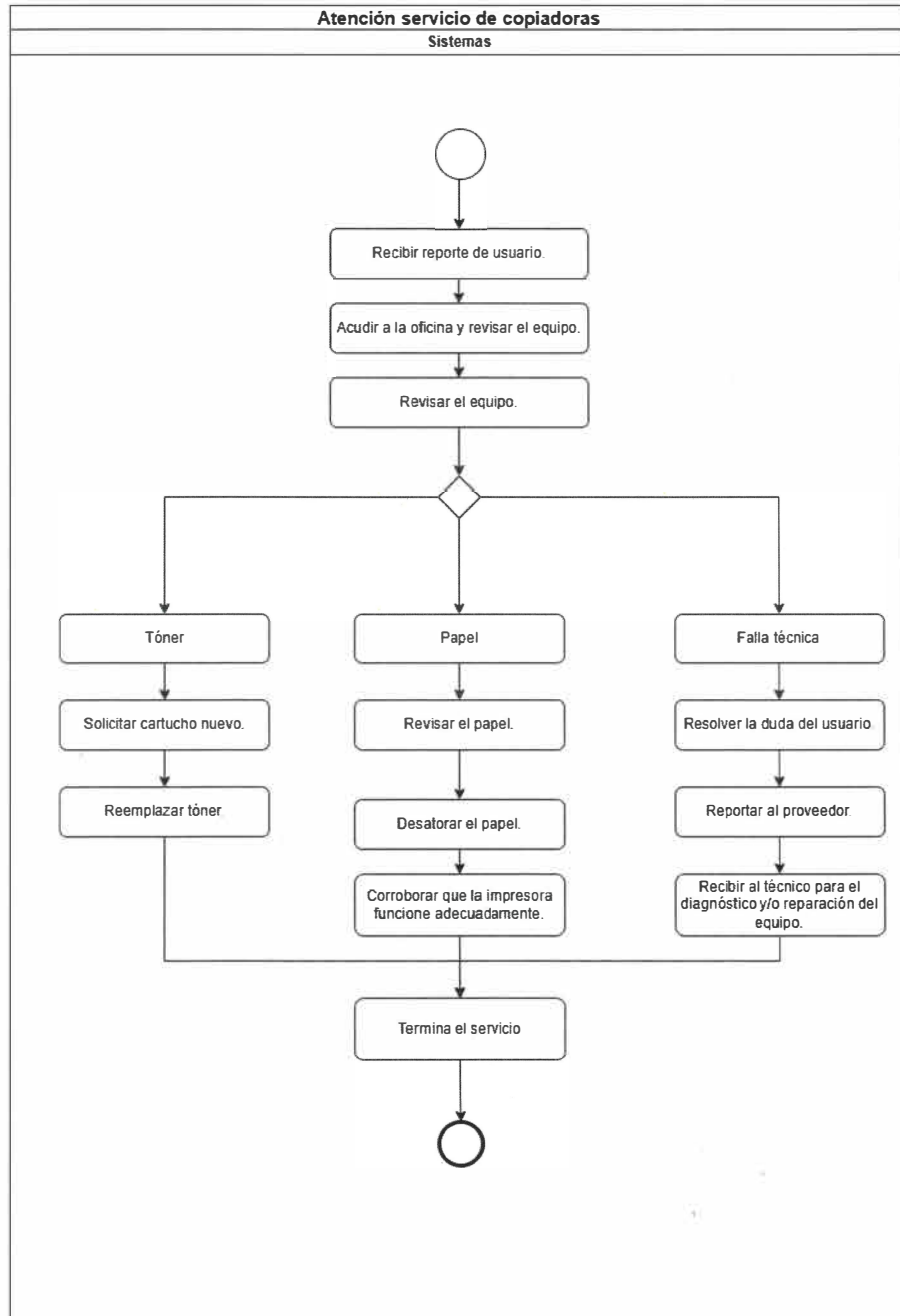 Atención servicio de copiadoras
Sistemas
Recibir reporte de usuario.
Acudir a la oficina y revisar el equipo.
Revisar el equipo.
Tóner
Solicitar cartucho nuevo.
Reemplazar tóner
Papel
Revisar el papel.
Desatorar el papel.
Corroborar que la impresora
funcione adecuadamente.
Falla técnica
Resolver la duda del usuario
Reportar al proveedor.
Recibir al técnico para el
diagnóstico y/o reparación del
equipo.
Termina el servicio